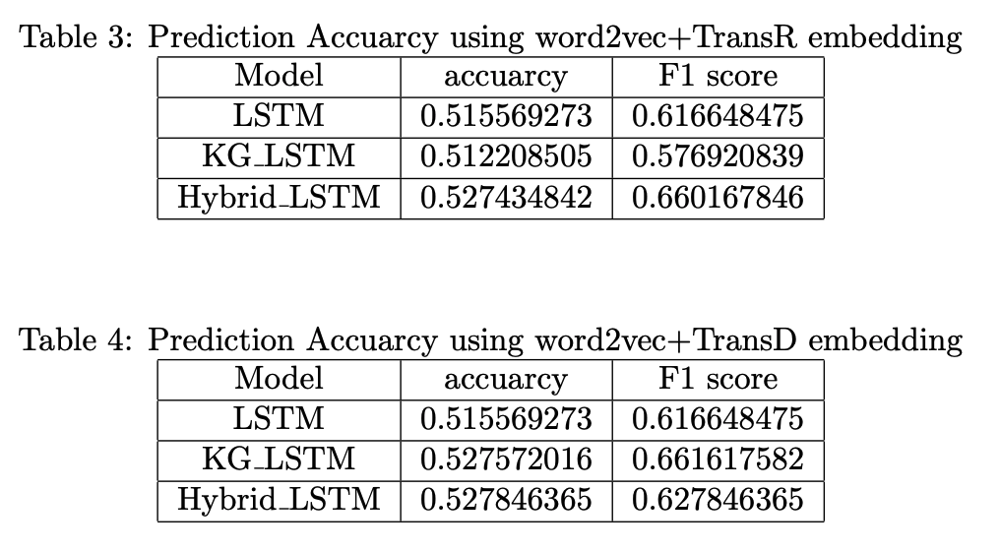 Table 3: Prediction Accuarcy using word2vec+TransR embedding
Model accuarcy F1 score
LSTM 0.515569273 0.616648475
KG_LSTM 0.512208505 0.576920839
Hybrid_LSTM 0.527434842 0.660167846
Table 4: Prediction Accuarcy using word2vec+TransD embedding
Model accuarcy F1 score
LSTM 0.515569273 0.616648475
KG_LSTM 0.527572016 0.661617582
Hybrid_LSTM 0.527846365 0.627846365